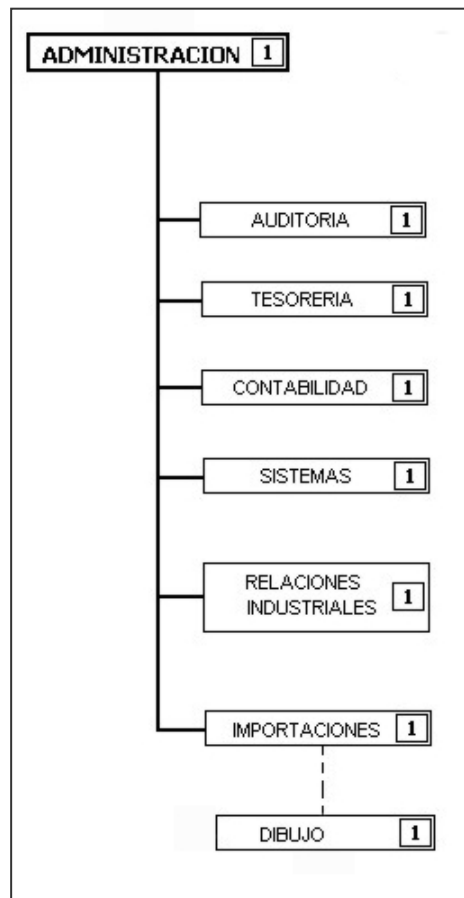 ADMINISTRACION 1
AUDITORIA 1
TESORERIA 1
CONTABILIDAD 1
SISTEMAS 1
RELACIONES
INDUSTRIALES 1
IMPORTACIONES 1
DIBUJO 1